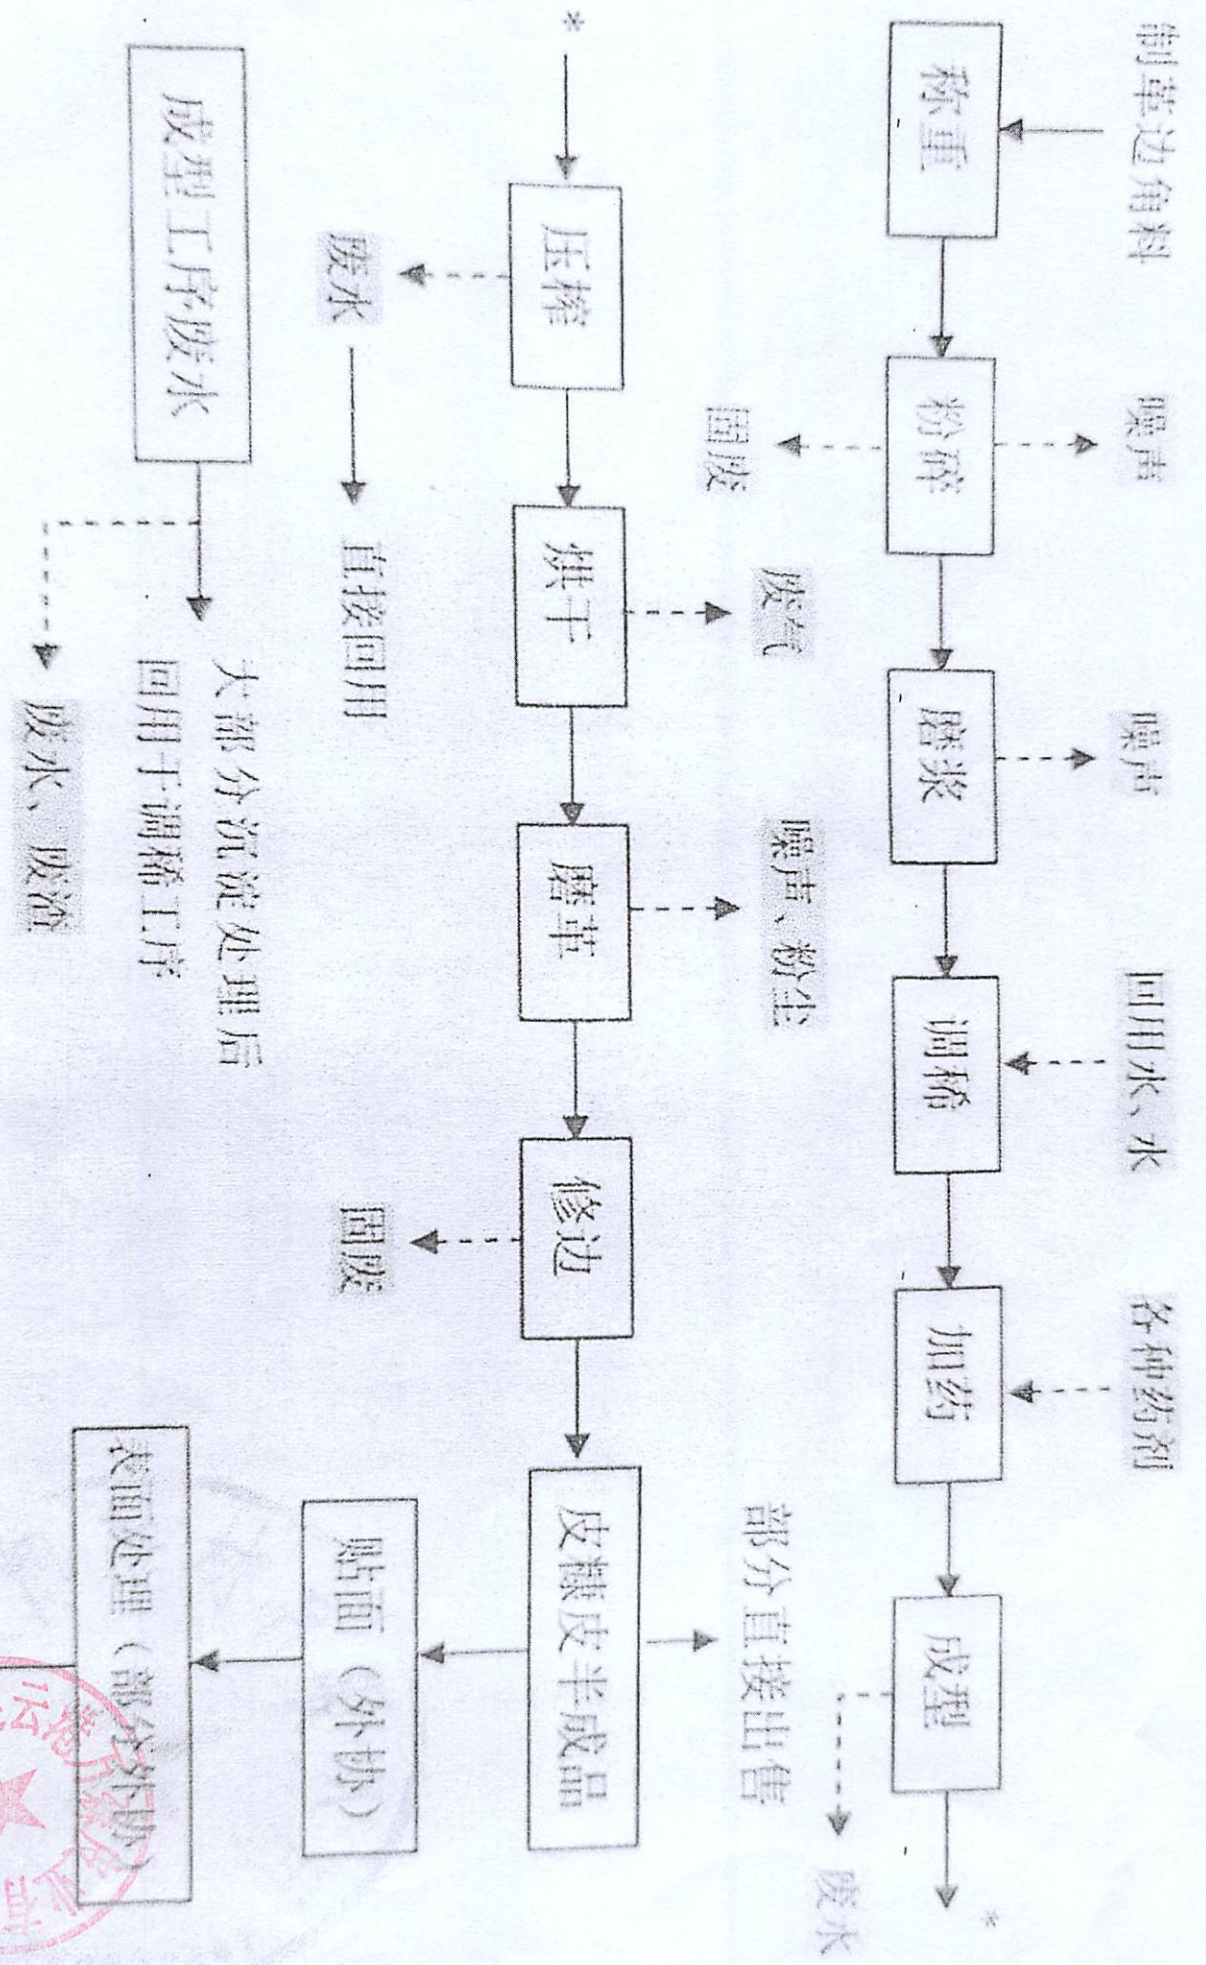 制革边角料
噪声
噪声
回用水、水
各种药剂
称重
粉碎
磨浆
调稀
加药
成型
*
固废
废水
废气
噪声、粉尘
部分直接出售
*
压榨
烘干
磨革
修边
皮糠皮半成品
废水
直接回用
固废
贴面（外协）
成型工序废水
大部分沉淀处理后
回用于调稀工序
表面处理（部分外协）
废水、废渣